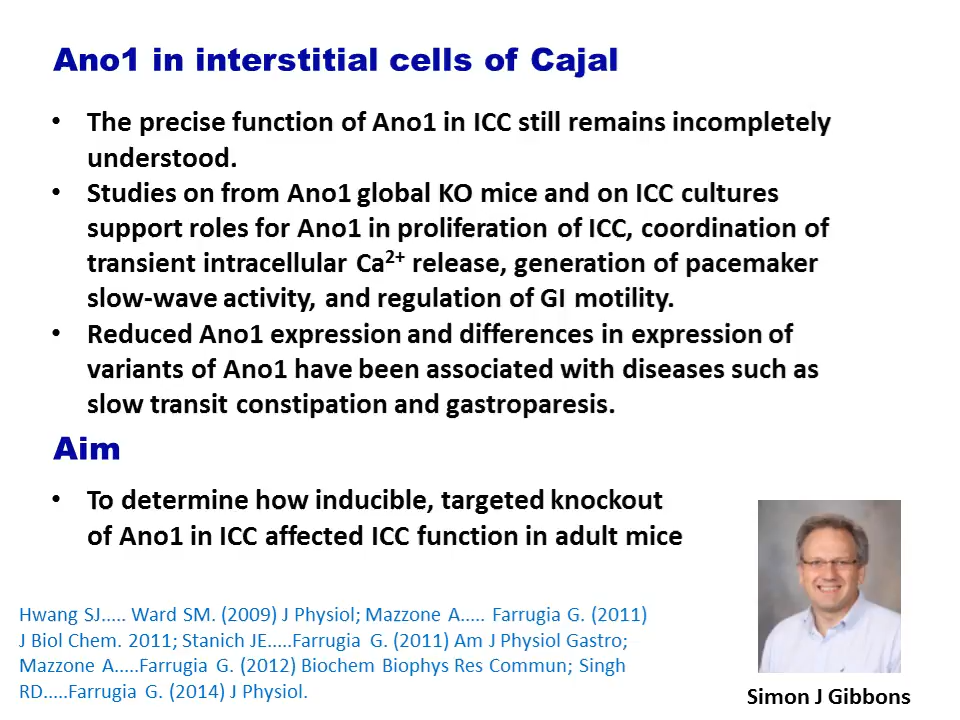 Ano1 in interstitial cells of Cajal
• The precise function of Ano1 in ICC still remains incompletely
understood.
• Studies on from Ano1 global KO mice and on ICC cultures
support roles for Ano1 in proliferation of ICC, coordination of
transient intracellular Ca²⁺ release, generation of pacemaker
slow-wave activity, and regulation of GI motility.
• Reduced Ano1 expression and differences in expression of
variants of Ano1 have been associated with diseases such as
slow transit constipation and gastroparesis.
Aim
• To determine how inducible, targeted knockout
of Ano1 in ICC affected ICC function in adult mice
Hwang SJ..... Ward SM. (2009) J Physiol; Mazzone A..... Farrugia G. (2011)
J Biol Chem. 2011; Stanich JE.....Farrugia G. (2011) Am J Physiol Gastro;
Mazzone A.....Farrugia G. (2012) Biochem Biophys Res Commun; Singh
RD.....Farrugia G. (2014) J Physiol.
Simon J Gibbons